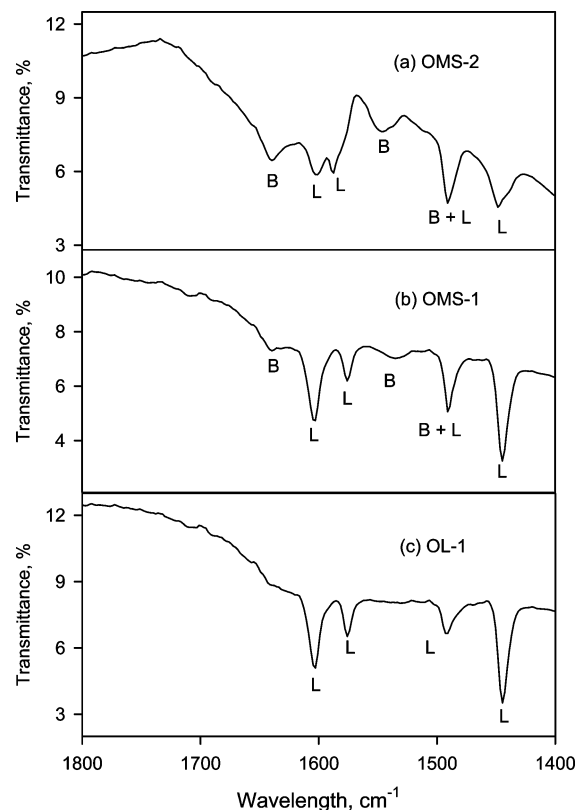 12
9
6
3
Transmittance, %
(a) OMS-2
B
L
L
B
B + L
L
10
8
6
4
Transmittance, %
(b) OMS-1
B
L
L
B
B + L
L
12
9
6
3
Transmittance, %
(c) OL-1
L
L
L
L
1800
1700
1600
1500
1400
Wavelength, cm⁻¹